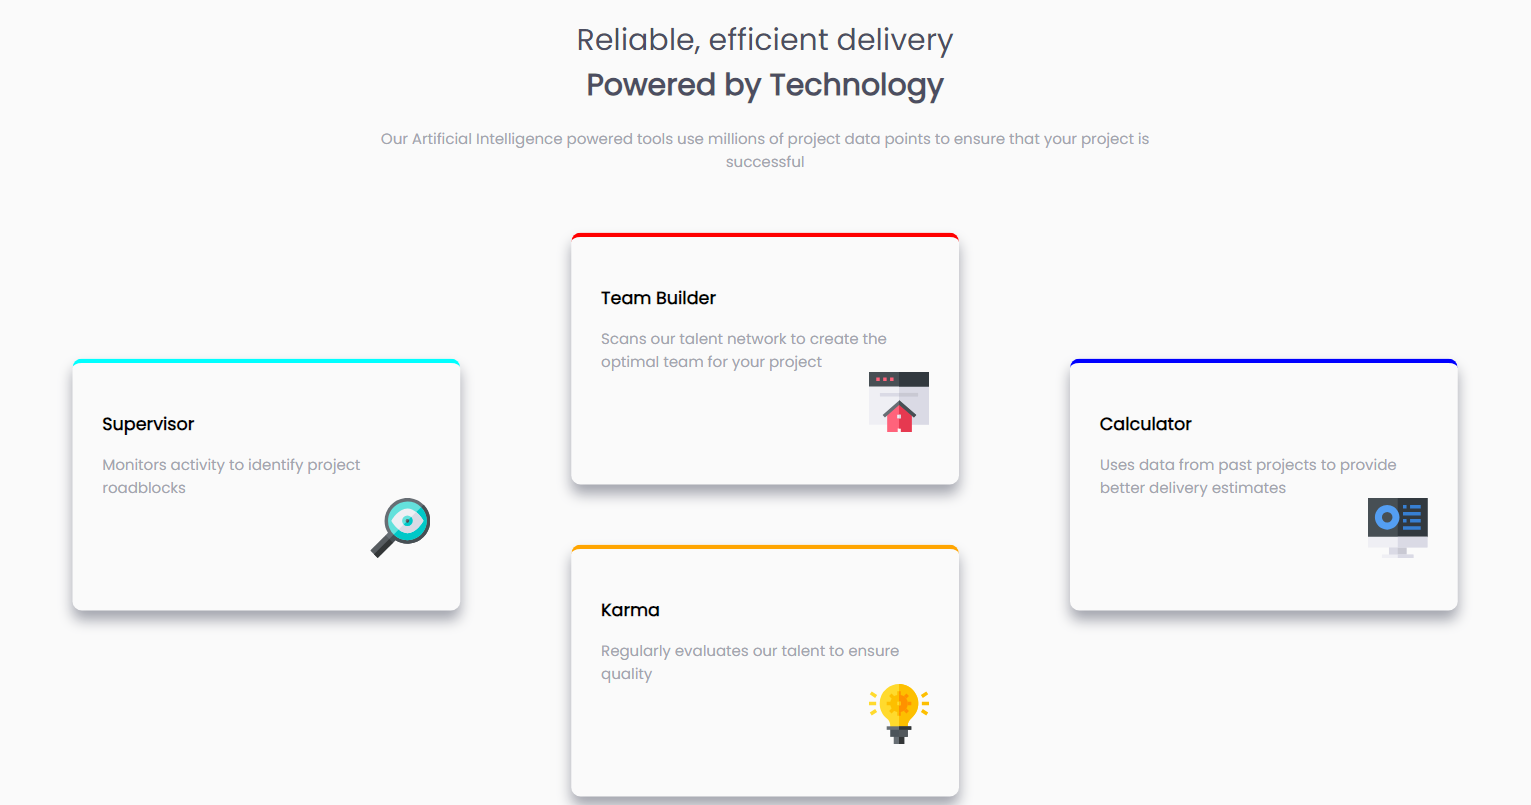 Reliable, efficient delivery
Powered by Technology
Our Artificial Intelligence powered tools use millions of project data points to ensure that your project is
successful
Supervisor
Monitors activity to identify project
roadblocks
Team Builder
Scans our talent network to create the
optimal team for your project
Karma
Regularly evaluates our talent to ensure
quality
Calculator
Uses data from past projects to provide
better delivery estimates